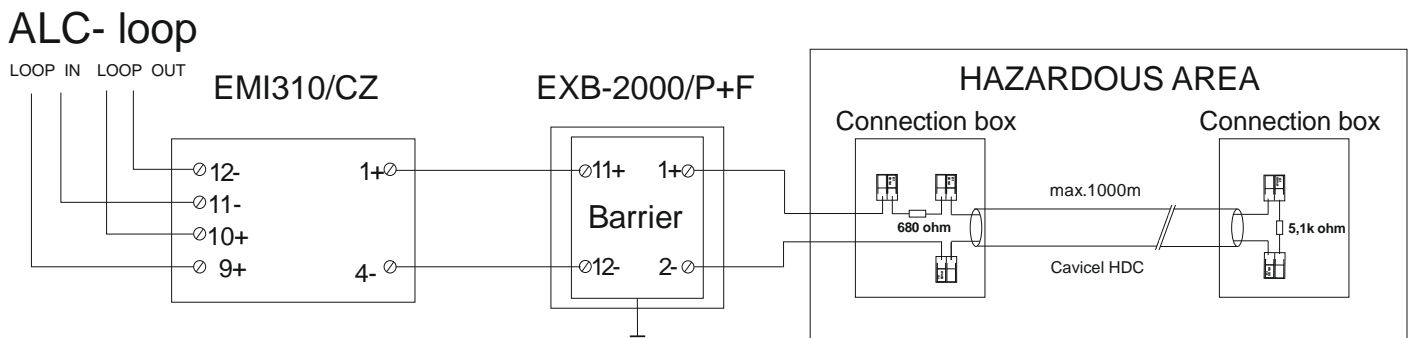 ALC- loop
LOOP IN LOOP OUT
EMI310/CZ
12-
11-
10+
9+
1+
4-
EXB-2000/P+F
11+
1+
Barrier
12-
2-
HAZARDOUS AREA
Connection box
680 ohm
max.1000m
Cavicel HDC
Connection box
5,1k ohm